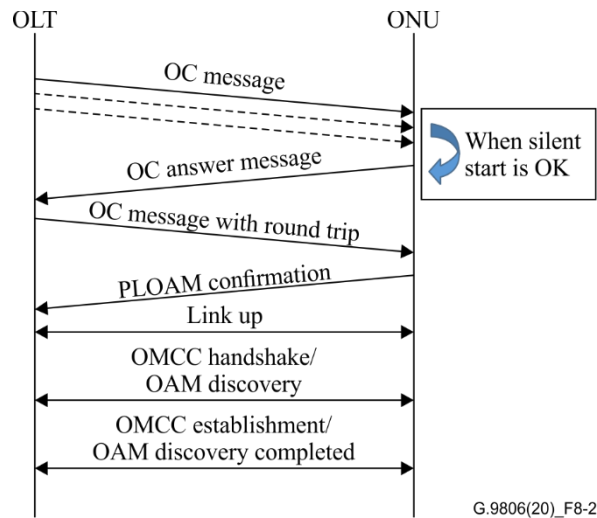 OLT
ONU
OC message
When silent
start is OK
OC answer message
OC message with round trip
PLOAM confirmation
Link up
OMCC handshake/
OAM discovery
OMCC establishment/
OAM discovery completed
G.9806(20)_F8-2